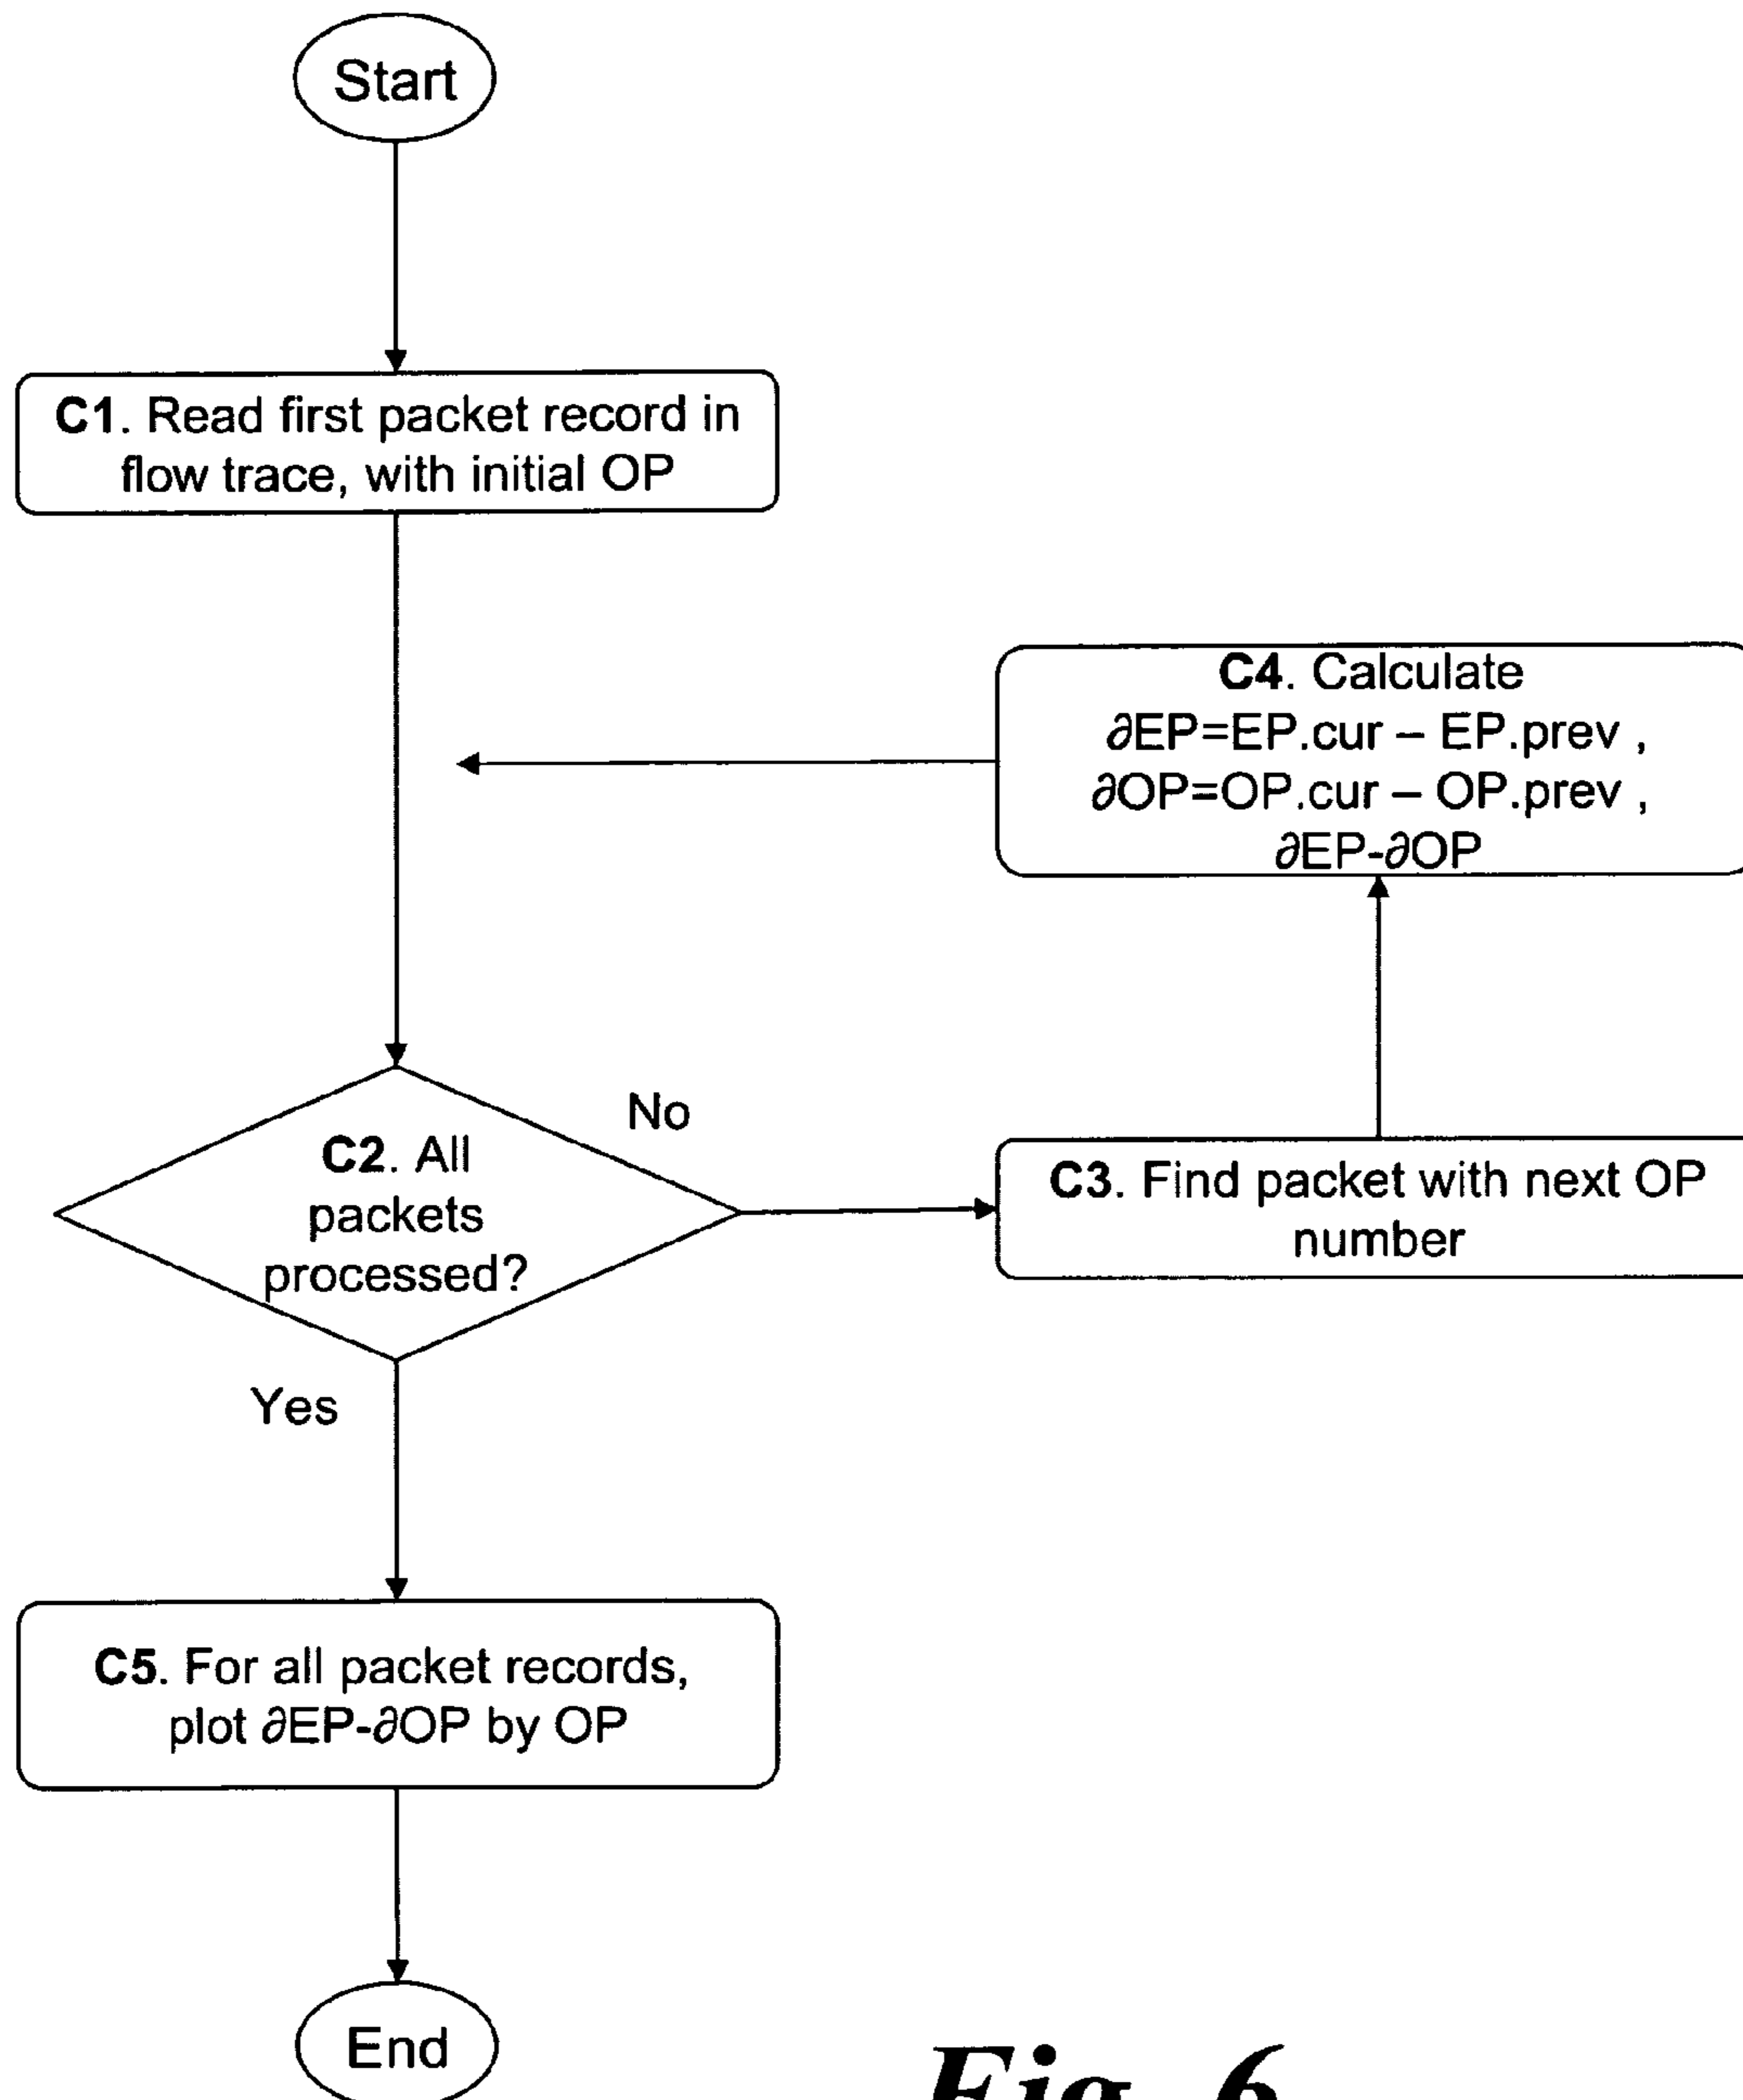 Start
C1. Read first packet record in
flow trace, with initial OP
C4. Calculate
∂EP=EP.cur – EP.prev ,
∂OP=OP.cur – OP.prev ,
∂EP-∂OP
No
C2. All
packets
processed?
C3. Find packet with next OP
number
Yes
C5. For all packet records,
plot ∂EP-∂OP by OP
End
Fig. 6